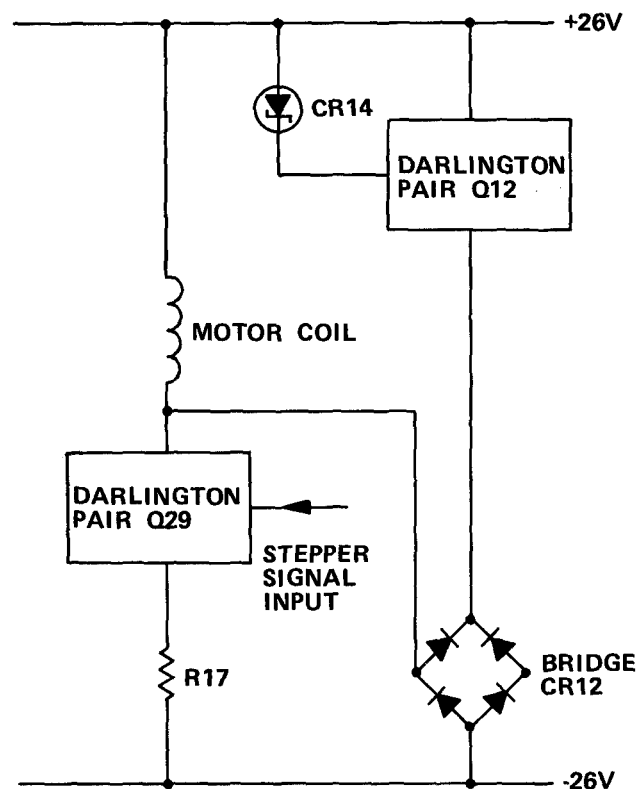 +26V
CR14
DARLINGTON
PAIR Q12
MOTOR COIL
DARLINGTON
PAIR Q29
STEPPER
SIGNAL
INPUT
R17
BRIDGE
CR12
-26V